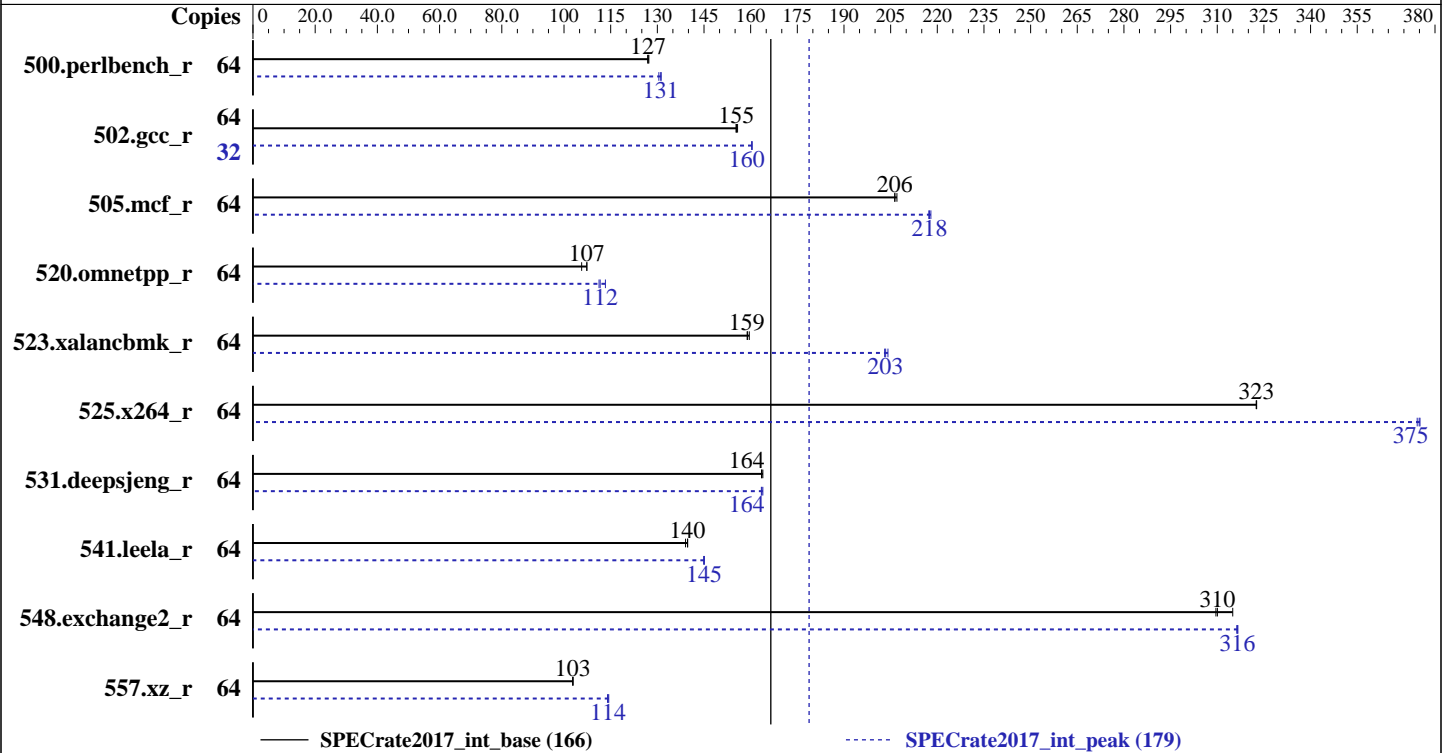 Copies 0 20.0 40.0 60.0 80.0 100 115 130 145 160 175 190 205 220 235 250 265 280 295 310 325 340 355 380
127
500.perlbench_r 64
131
64
155
502.gcc_r
32
160
206
505.mcf_r 64
218
107
520.omnetpp_r 64
112
159
523.xalancbmk_r 64
203
323
525.x264_r 64
375
164
531.deepsjeng_r 64
164
140
541.leela_r 64
145
310
548.exchange2_r 64
316
103
557.xz_r 64
114
SPECrate2017_int_base (166) SPECrate2017_int_peak (179)